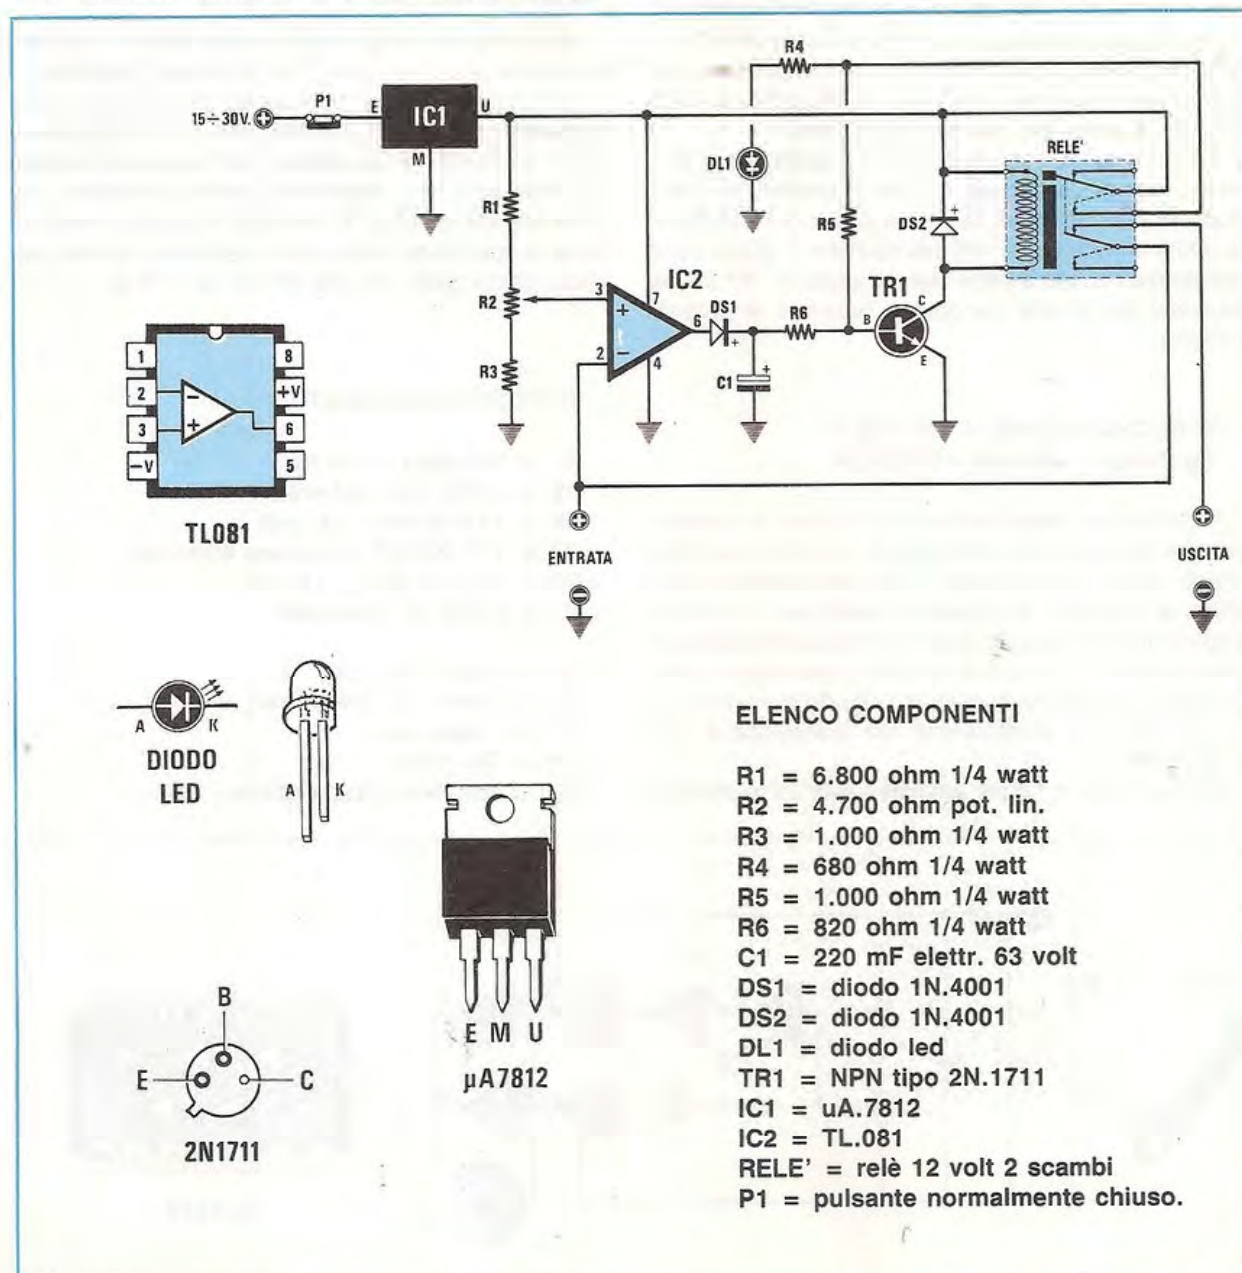 R4
15÷30V.
P1
E
IC1
U
M
RELE'
DL1
R1
R5
DS2
R2
3
IC2
7
+
−
6
DS1
+
R6
B
TR1
C
E
2
4
R3
C1
+
1
8
2
+V
3
6
−V
5
−
+
TL081
ENTRATA
USCITA
A
K
DIODO
LED
A
K
E M U
µA7812
B
E
C
2N1711
ELENCO COMPONENTI
R1 = 6.800 ohm 1/4 watt
R2 = 4.700 ohm pot. lin.
R3 = 1.000 ohm 1/4 watt
R4 = 680 ohm 1/4 watt
R5 = 1.000 ohm 1/4 watt
R6 = 820 ohm 1/4 watt
C1 = 220 mF elettr. 63 volt
DS1 = diodo 1N.4001
DS2 = diodo 1N.4001
DL1 = diodo led
TR1 = NPN tipo 2N.1711
IC1 = uA.7812
IC2 = TL.081
RELE' = relè 12 volt 2 scambi
P1 = pulsante normalmente chiuso.